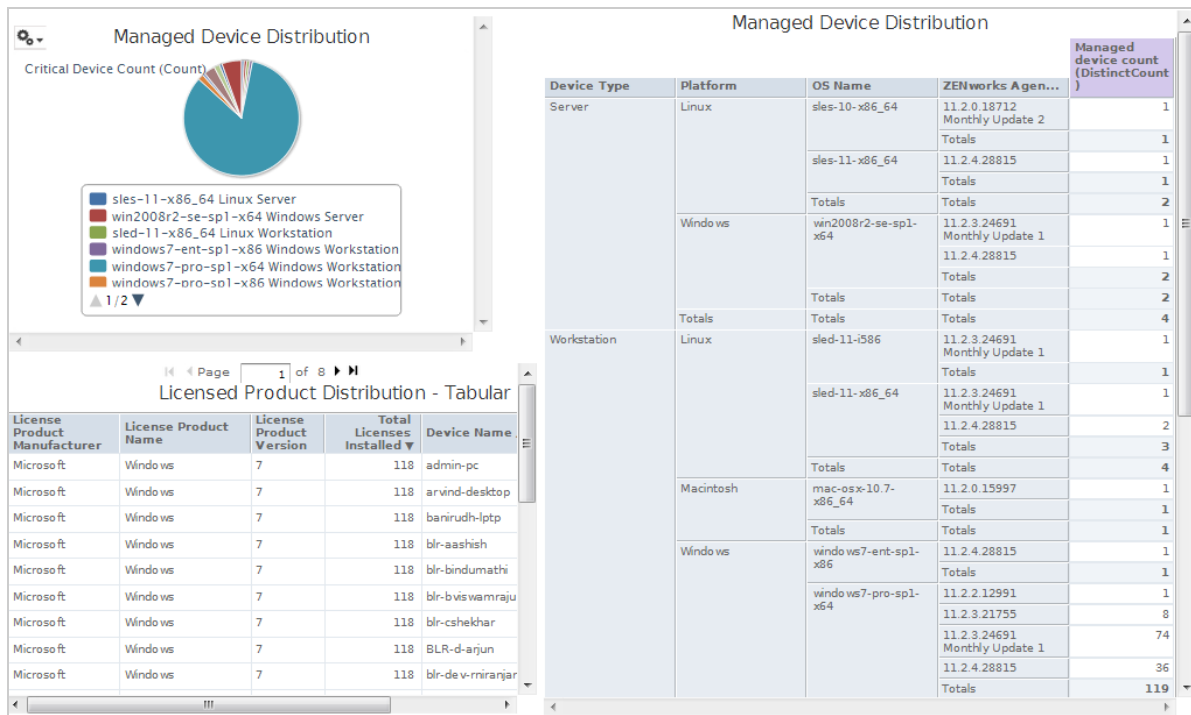 Managed Device Distribution
Critical Device Count (Count)
sles-11-x86_64 Linux Server
win2008r2-se-sp1-x64 Windows Server
sled-11-x86_64 Linux Workstation
windows7-ent-sp1-x86 Windows Workstation
windows7-pro-sp1-x64 Windows Workstation
windows7-pro-sp1-x86 Windows Workstation
1/2
Page 1 of 8
Licensed Product Distribution - Tabular
License Product Manufacturer License Product Name License Product Version Total Licenses Installed Device Name
Microsoft Windows 7 118 admin-pc
Microsoft Windows 7 118 arvind-desktop
Microsoft Windows 7 118 banirudh-lptp
Microsoft Windows 7 118 blr-aashish
Microsoft Windows 7 118 blr-bindumathi
Microsoft Windows 7 118 blr-bviswamraju
Microsoft Windows 7 118 blr-cshekhar
Microsoft Windows 7 118 BLR-d-arjun
Microsoft Windows 7 118 blr-dev-rniranjan
Managed Device Distribution
Device Type Platform OS Name ZENworks Agen... Managed device count (DistinctCount)
Server Linux sles-10-x86_64 11.2.0.18712 Monthly Update 2 1
Totals 1
sles-11-x86_64 11.2.4.28815 1
Totals 1
Totals Totals 2
Windows win2008r2-se-sp1-x64 11.2.3.24691 Monthly Update 1 1
11.2.4.28815 1
Totals 2
Totals Totals 2
Totals Totals Totals 4
Workstation Linux sled-11-i586 11.2.3.24691 Monthly Update 1 1
Totals 1
sled-11-x86_64 11.2.3.24691 Monthly Update 1 1
11.2.4.28815 2
Totals 3
Totals Totals 4
Macintosh mac-osx-10.7-x86_64 11.2.0.15997 1
Totals 1
Totals Totals 1
Windows windows7-ent-sp1-x86 11.2.4.28815 1
Totals 1
windows7-pro-sp1-x64 11.2.2.12991 1
11.2.3.21755 8
11.2.3.24691 Monthly Update 1 74
11.2.4.28815 36
Totals 119